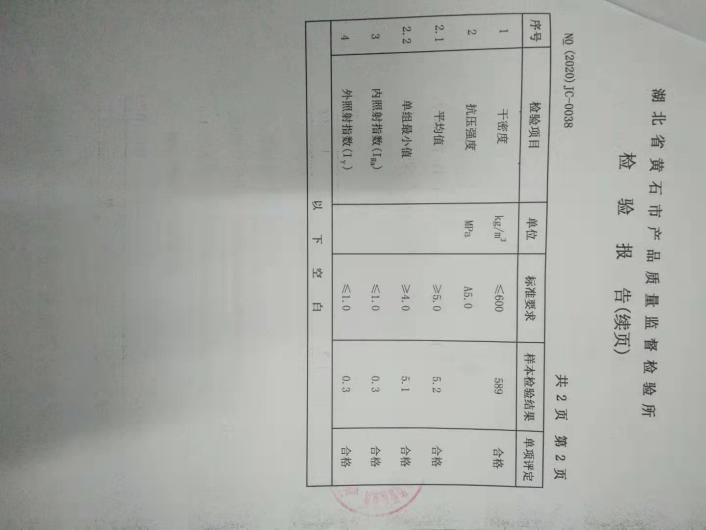 湖北省黄石市产品质量监督检验所
检验报告(续页)
NO (2020)JC-0038 共 2 页 第 2 页
序号 检验项目 单位 标准要求 样本检验结果 单项评定
1 干密度 kg/m³ ≤600 589 合格
2 抗压强度 MPa A5.0
2.1 平均值 ≥5.0 5.2 合格
2.2 单组最小值 ≥4.0 5.1 合格
3 内照射指数(IRa) ≤1.0 0.3 合格
4 外照射指数(Iγ) ≤1.0 0.3 合格
以下空白